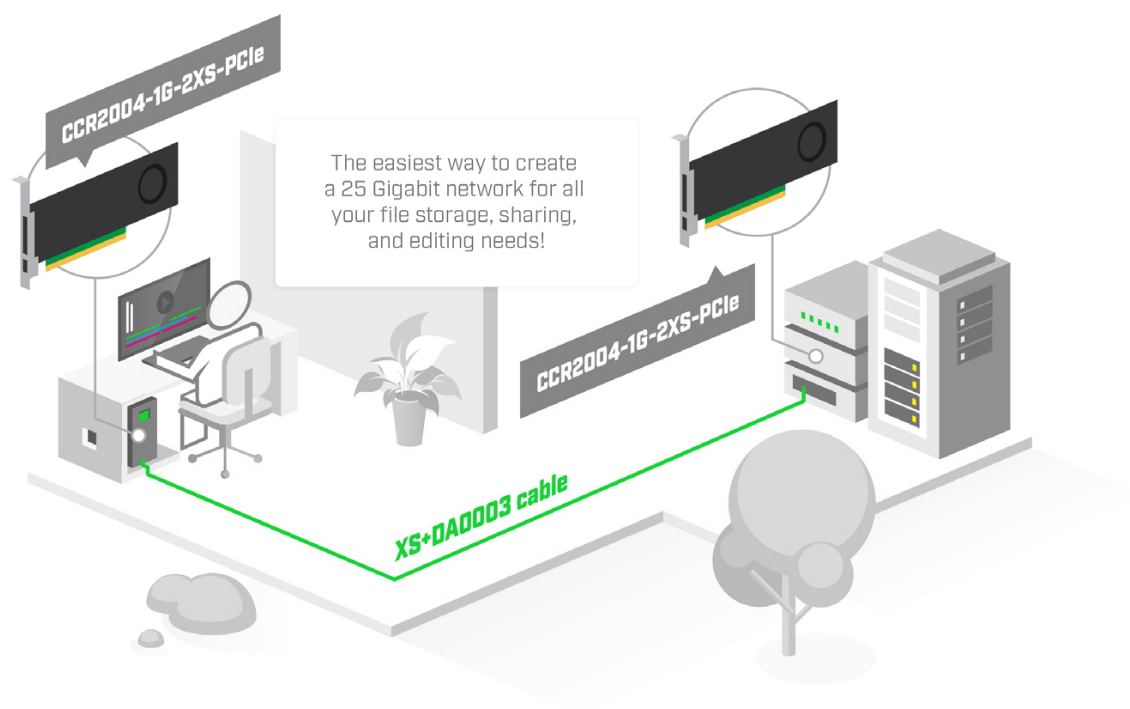 CCR2004-1G-2XS-PCIe
The easiest way to create
a 25 Gigabit network for all
your file storage, sharing,
and editing needs!
CCR2004-1G-2XS-PCIe
XS+DA0003 cable